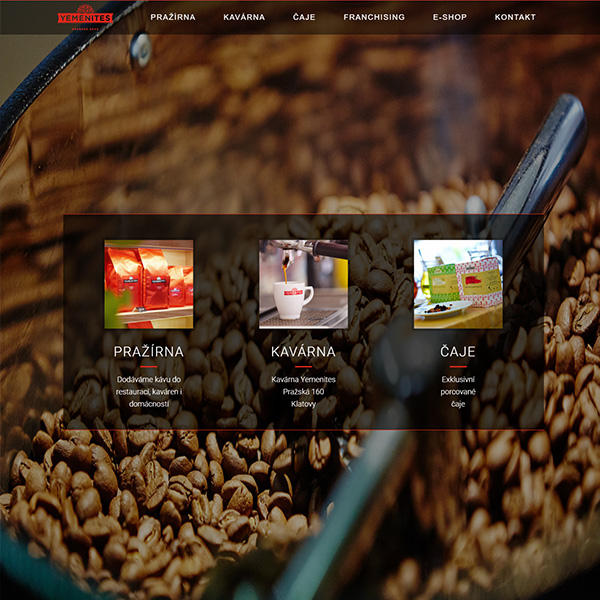 YEMENITES
PRAŽÍRNA KAVÁRNA ČAJE FRANCHISING E-SHOP KONTAKT
PRAŽÍRNA
Dodáváme kávu do
restaurací, kaváren i
domácností
KAVÁRNA
Kavárna Yemenites
Pražská 160
Klatovy
ČAJE
Exklusivní
porcované
čaje